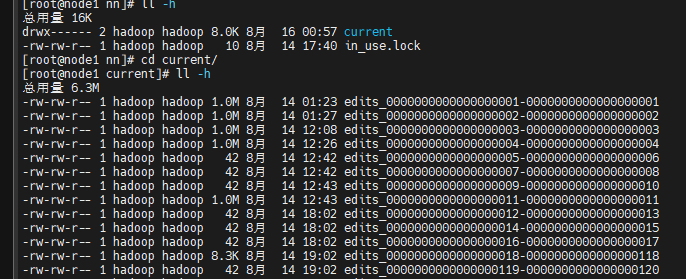 [root@node1 nn]# ll -h
总用量 16K
drwx------ 2 hadoop hadoop 8.0K 8月  16 00:57 current
-rw-rw-r-- 1 hadoop hadoop   10 8月  14 17:40 in_use.lock
[root@node1 nn]# cd current/
[root@node1 current]# ll -h
总用量 6.3M
-rw-rw-r-- 1 hadoop hadoop 1.0M 8月  14 01:23 edits_0000000000000000001-0000000000000000001
-rw-rw-r-- 1 hadoop hadoop 1.0M 8月  14 01:27 edits_0000000000000000002-0000000000000000002
-rw-rw-r-- 1 hadoop hadoop 1.0M 8月  14 12:08 edits_0000000000000000003-0000000000000000003
-rw-rw-r-- 1 hadoop hadoop 1.0M 8月  14 12:26 edits_0000000000000000004-0000000000000000004
-rw-rw-r-- 1 hadoop hadoop   42 8月  14 12:42 edits_0000000000000000005-0000000000000000006
-rw-rw-r-- 1 hadoop hadoop   42 8月  14 12:42 edits_0000000000000000007-0000000000000000008
-rw-rw-r-- 1 hadoop hadoop   42 8月  14 12:43 edits_0000000000000000009-0000000000000000010
-rw-rw-r-- 1 hadoop hadoop 1.0M 8月  14 12:43 edits_0000000000000000011-0000000000000000011
-rw-rw-r-- 1 hadoop hadoop   42 8月  14 18:02 edits_0000000000000000012-0000000000000000013
-rw-rw-r-- 1 hadoop hadoop   42 8月  14 18:02 edits_0000000000000000014-0000000000000000015
-rw-rw-r-- 1 hadoop hadoop   42 8月  14 18:02 edits_0000000000000000016-0000000000000000017
-rw-rw-r-- 1 hadoop hadoop 8.3K 8月  14 19:02 edits_0000000000000000018-0000000000000000118
-rw-rw-r-- 1 hadoop hadoop   42 8月  14 19:02 edits_0000000000000000119-0000000000000000120